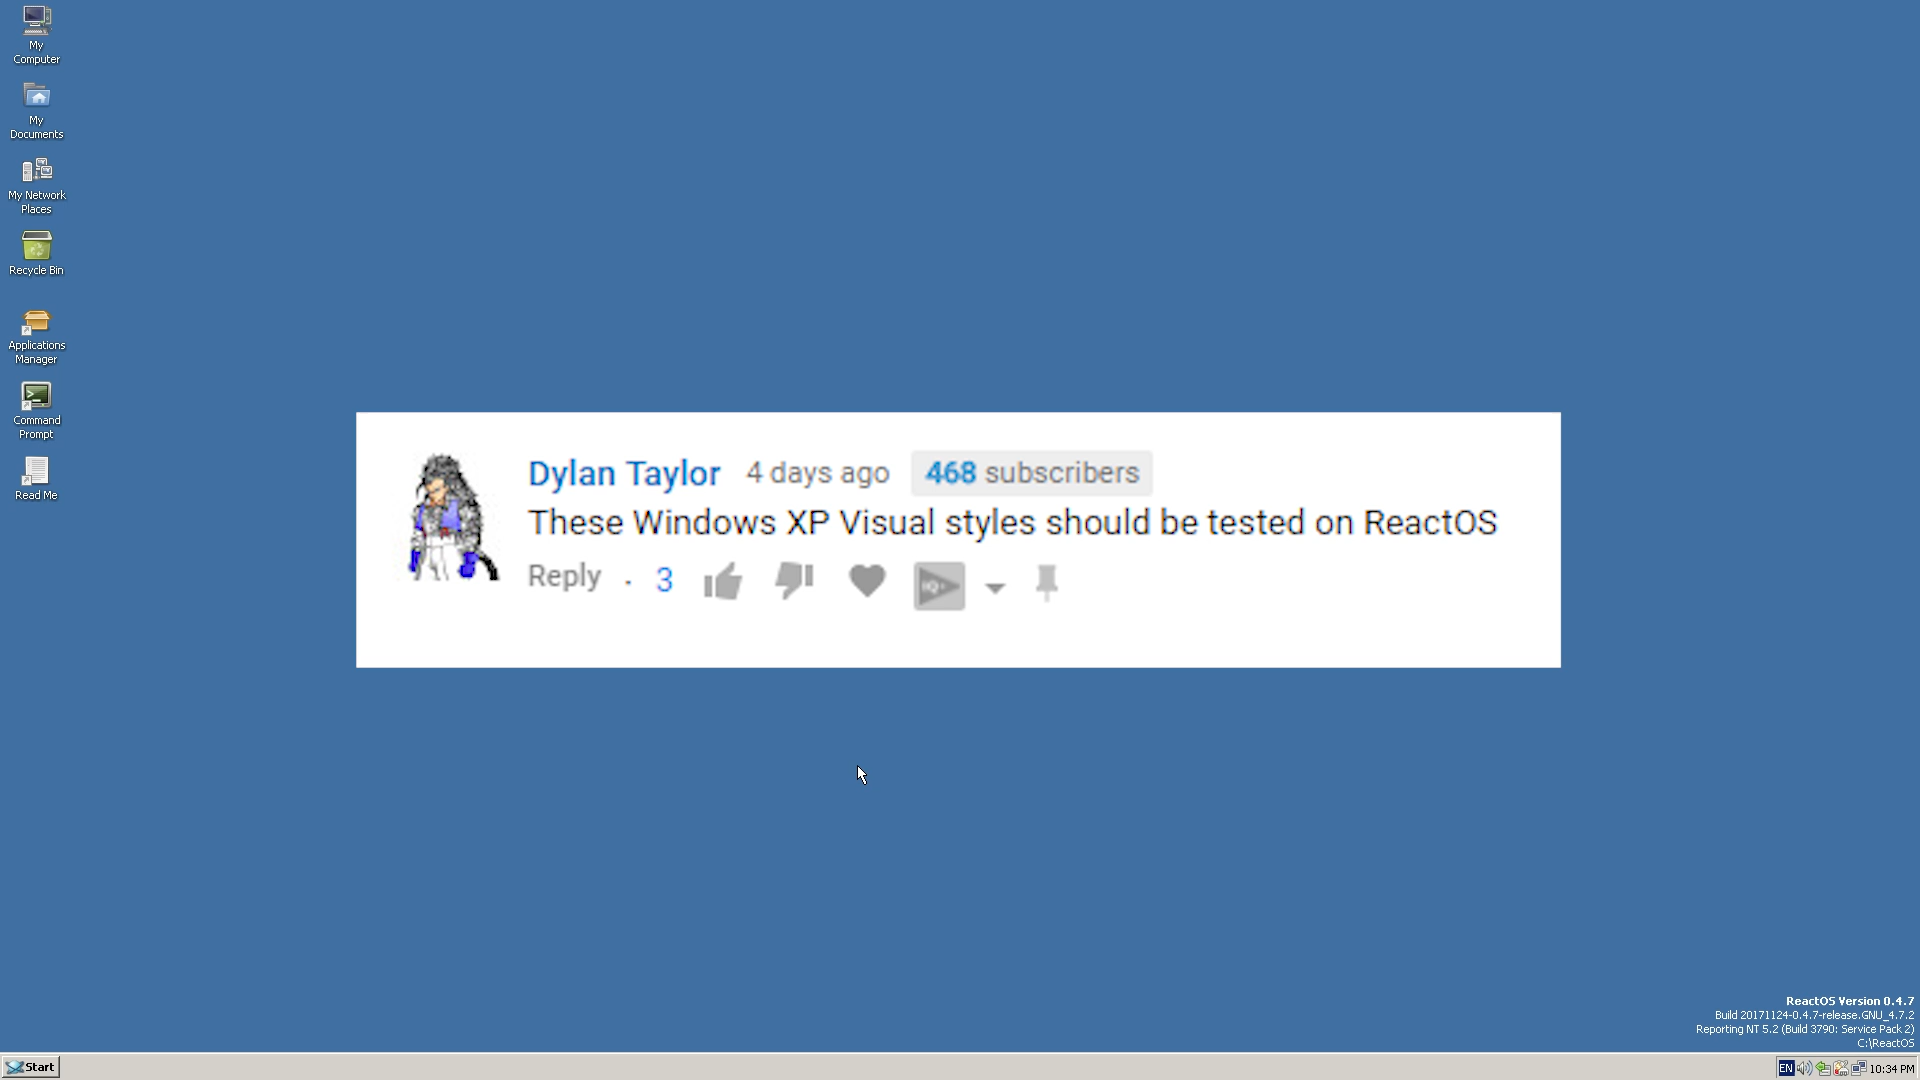 My
Computer
My
Documents
My Network
Places
Recycle Bin
Applications
Manager
Command
Prompt
Read Me
Dylan Taylor 4 days ago 468 subscribers
These Windows XP Visual styles should be tested on ReactOS
Reply · 3
ReactOS Version 0.4.7
Build 20171124-0.4.7-release.GNU_4.7.2
Reporting NT 5.2 (Build 3790: Service Pack 2)
C:\ReactOS
Start EN 10:34 PM